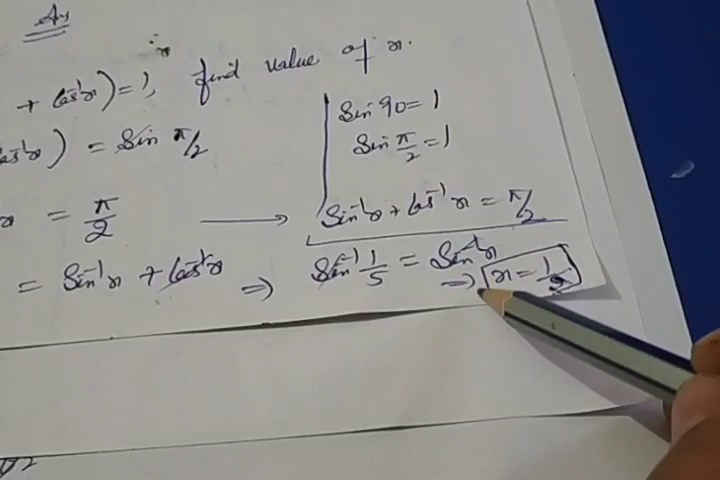 Ay
+ cos⁻¹x) = 1, find value of x.
cos⁻¹x) = sin π/2
sin 90 = 1
sin π/2 = 1
x = π/2 → sin⁻¹x + cos⁻¹x = π/2
= sin⁻¹x + cos⁻¹x ⇒ sin⁻¹ 1/5 = sin⁻¹x
⇒ x = 1/5